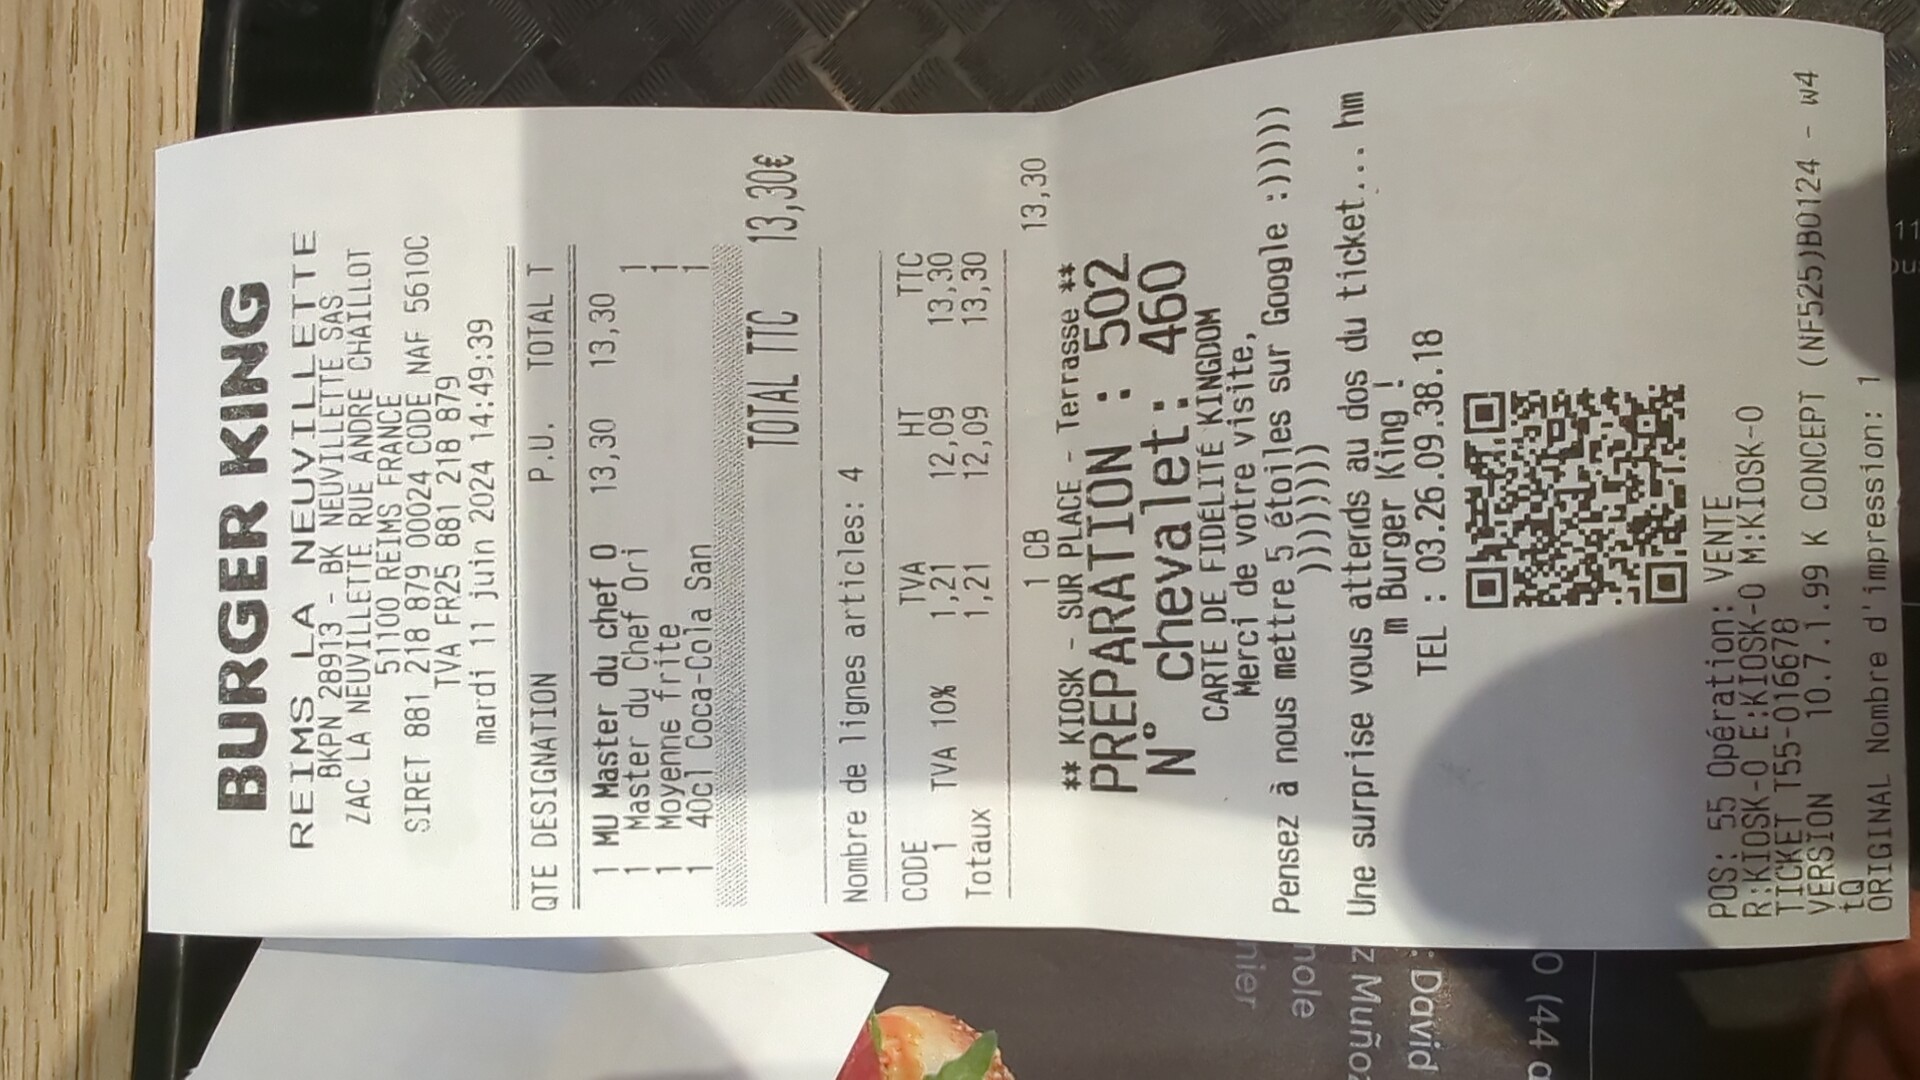 BURGER KING
REIMS LA NEUVILLETTE
BKPN 28913 - BK NEUVILLETTE SAS
ZAC LA NEUVILLETTE RUE ANDRE CHAILLOT
51100 REIMS FRANCE
SIRET 881 218 879 00024 CODE NAF 5610C
TVA FR25 881 218 879
mardi 11 juin 2024 14:49:39
QTE DESIGNATION P.U. TOTAL T
1 MU Master du chef O 13,30 13,30
1 Master du Chef Ori 1
1 Moyenne frite 1
1 40cl Coca-Cola San 1
TOTAL TTC 13,30€
Nombre de lignes articles: 4
CODE TVA HT TTC
1 TVA 10% 1,21 12,09 13,30
Totaux 1,21 12,09 13,30
1 CB 13,30
** KIOSK - SUR PLACE - Terrasse **
PREPARATION : 502
N° chevalet: 460
CARTE DE FIDELITE KINGDOM
Merci de votre visite,
Pensez à nous mettre 5 étoiles sur Google :))))))
))))))))
Une surprise vous attends au dos du ticket... hm
m Burger King !
TEL : 03.26.09.38.18
POS: 55 Opération: VENTE
R:KIOSK-O E:KIOSK-O M:KIOSK-O
TICKET T55-016678
VERSION 10.7.1.99 K CONCEPT (NF525)B0124 - w4
tQ
ORIGINAL Nombre d'impression: 1
nier
nole
z Muñoz
: David
0 (44 a
11